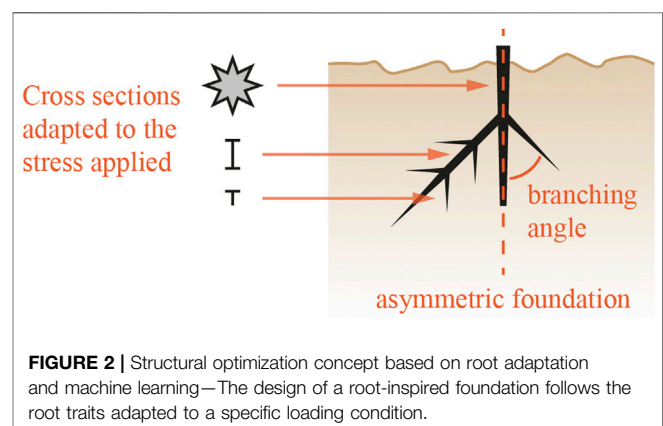 Cross sections
adapted to the
stress applied
branching
angle
asymmetric foundation
FIGURE 2 | Structural optimization concept based on root adaptation
and machine learning—The design of a root-inspired foundation follows the
root traits adapted to a specific loading condition.